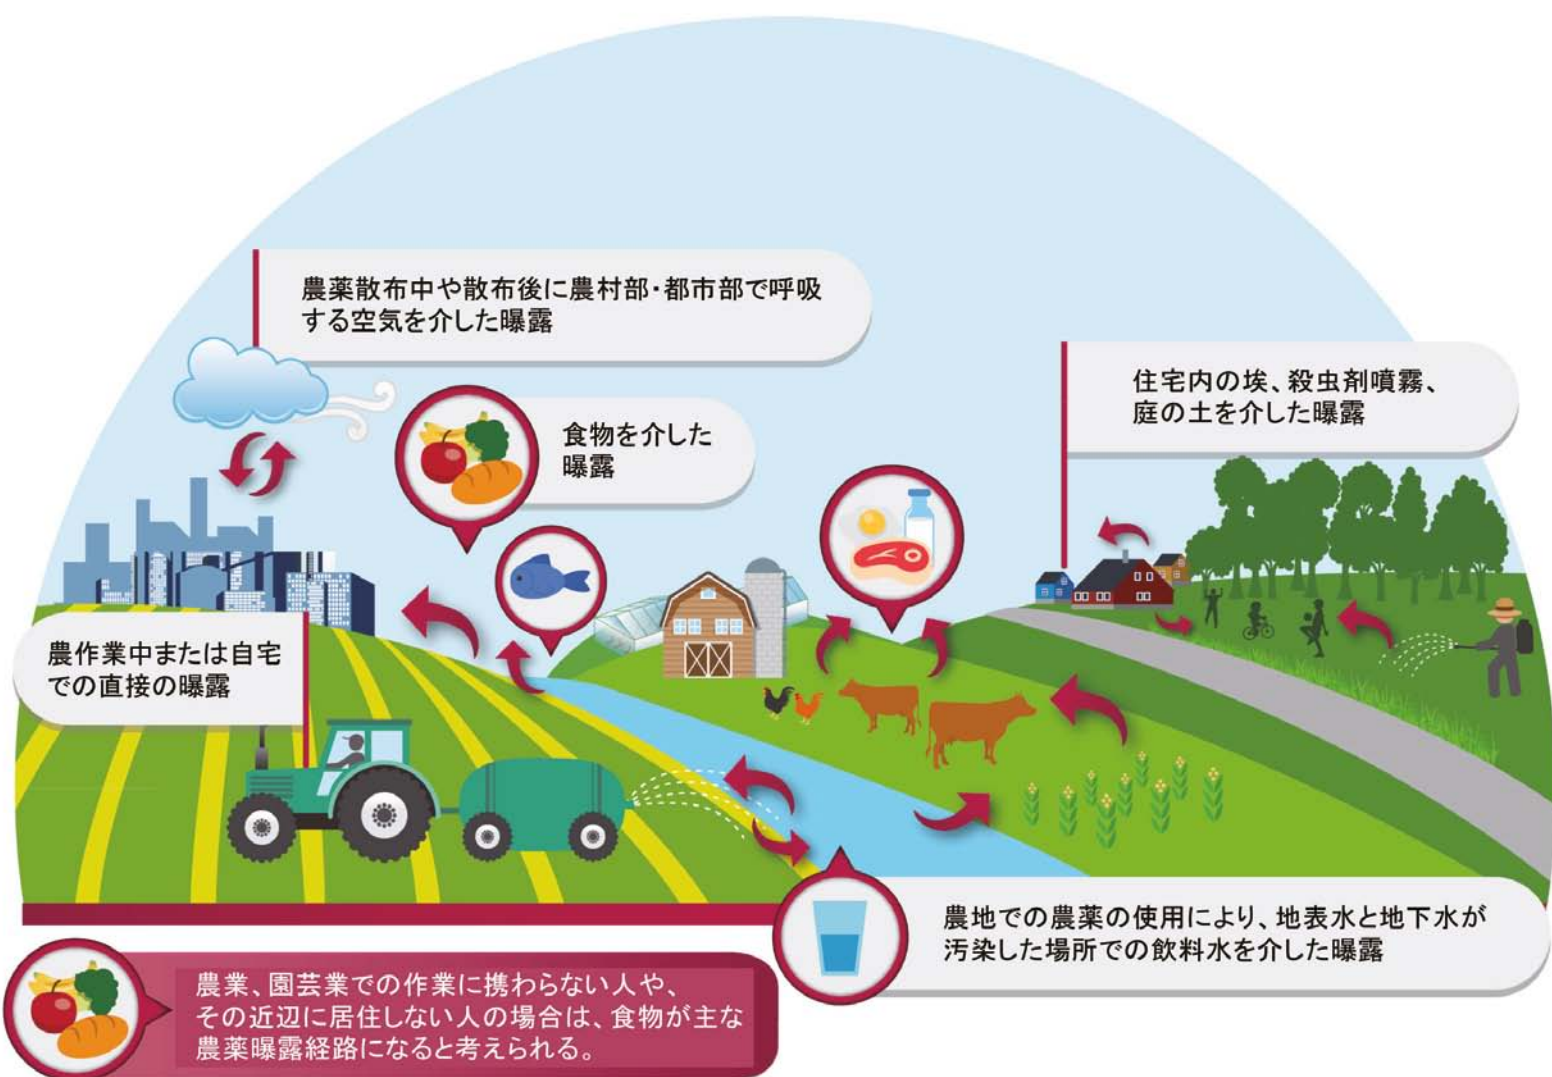 農薬散布中や散布後に農村部・都市部で呼吸
する空気を介した曝露
食物を介した
曝露
住宅内の埃、殺虫剤噴霧、
庭の土を介した曝露
農作業中または自宅
での直接の曝露
農地での農薬の使用により、地表水と地下水が
汚染した場所での飲料水を介した曝露
農業、園芸業での作業に携わらない人や、
その近辺に居住しない人の場合は、食物が主な
農薬曝露経路になると考えられる。